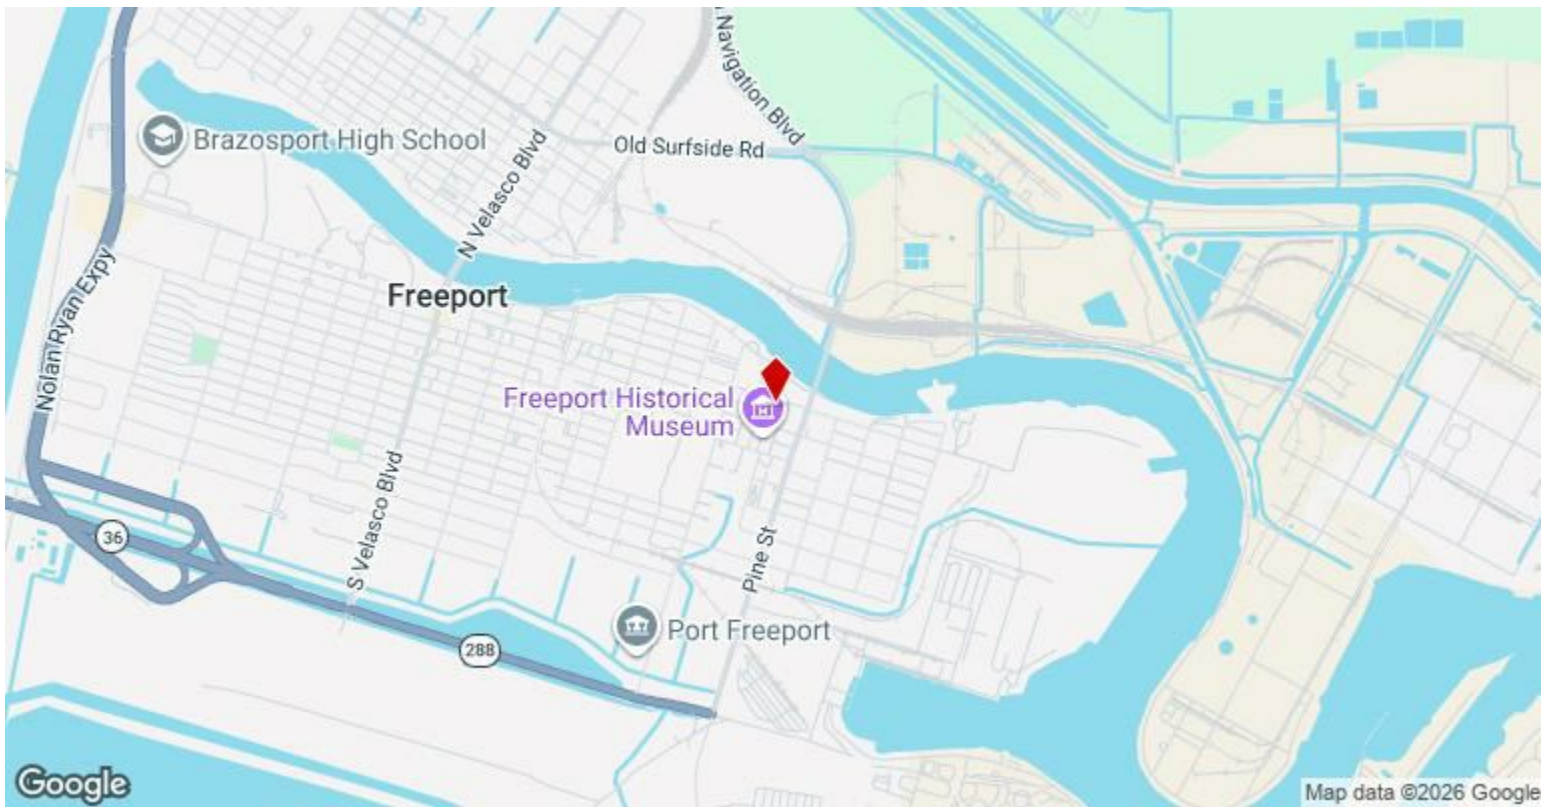 Navigation Blvd
Old Surfside Rd
Brazosport High School
N Velasco Blvd
Freeport
Nolan Ryan Expy
Freeport Historical
Museum
S Velasco Blvd
36
Pine St
288
Port Freeport
Google
Map data ©2026 Google